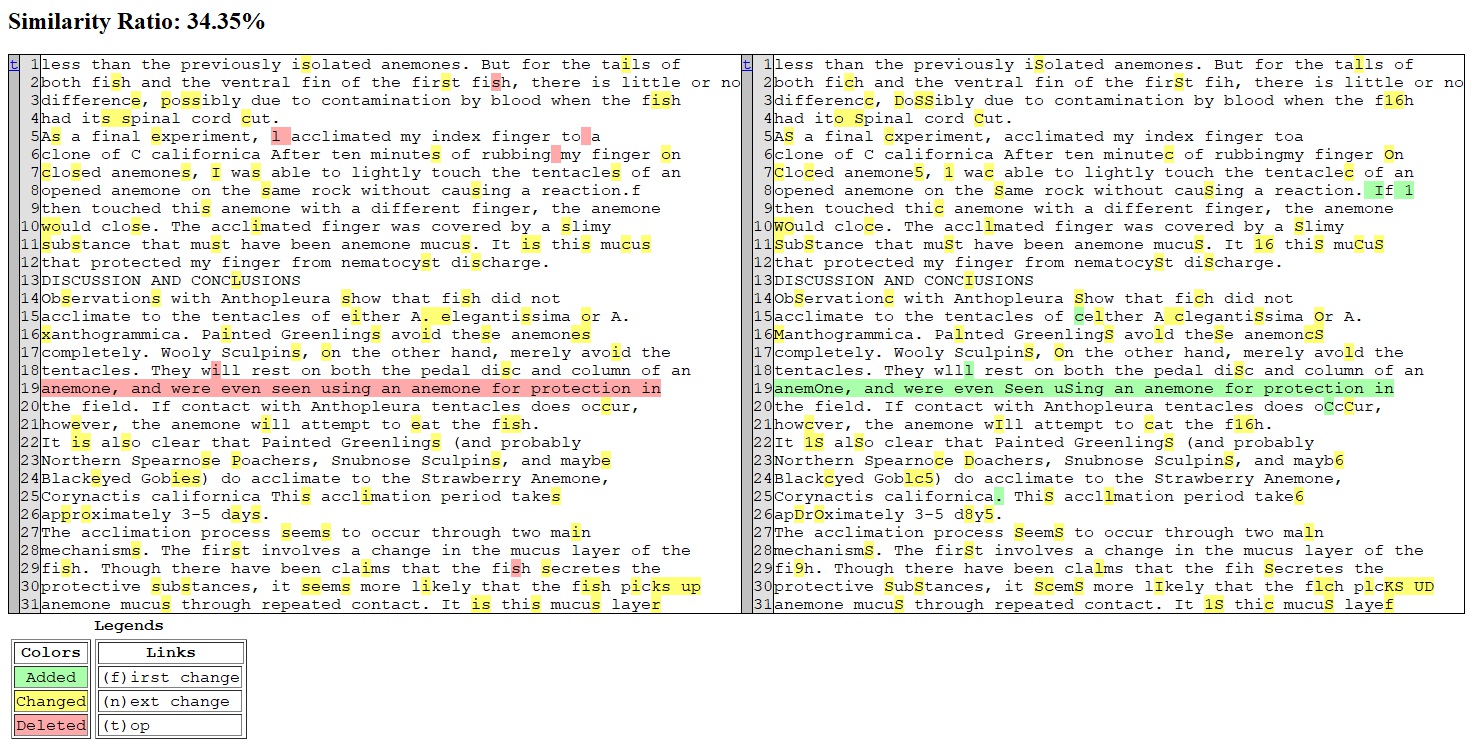 Similarity Ratio: 34.35%
t
1 less than the previously isolated anemones. But for the tails of
2 both fish and the ventral fin of the first fish, there is little or no
3 difference, possibly due to contamination by blood when the fish
4 had its spinal cord cut.
5 As a final experiment, l acclimated my index finger to a
6 clone of C californica After ten minutes of rubbing my finger on
7 closed anemones, I was able to lightly touch the tentacles of an
8 opened anemone on the same rock without causing a reaction.f
9 then touched this anemone with a different finger, the anemone
10 would close. The acclimated finger was covered by a slimy
11 substance that must have been anemone mucus. It is this mucus
12 that protected my finger from nematocyst discharge.
13 DISCUSSION AND CONCLUSIONS
14 Observations with Anthopleura show that fish did not
15 acclimate to the tentacles of either A. elegantissima or A.
16 xanthogrammica. Painted Greenlings avoid these anemones
17 completely. Wooly Sculpins, on the other hand, merely avoid the
18 tentacles. They will rest on both the pedal disc and column of an
19 anemone, and were even seen using an anemone for protection in
20 the field. If contact with Anthopleura tentacles does occur,
21 however, the anemone will attempt to eat the fish.
22 It is also clear that Painted Greenlings (and probably
23 Northern Spearnose Poachers, Snubnose Sculpins, and maybe
24 Blackeyed Gobies) do acclimate to the Strawberry Anemone,
25 Corynactis californica This acclimation period takes
26 approximately 3-5 days.
27 The acclimation process seems to occur through two main
28 mechanisms. The first involves a change in the mucus layer of the
29 fish. Though there have been claims that the fish secretes the
30 protective substances, it seems more likely that the fish picks up
31 anemone mucus through repeated contact. It is this mucus layer
t
1 less than the previously iSolated anemones. But for the talls of
2 both fich and the ventral fin of the firSt fih, there is little or no
3 differencc, DoSSibly due to contamination by blood when the f16h
4 had ito Spinal cord Cut.
5 AS a final cxperiment, acclimated my index finger toa
6 clone of C californica After ten minutec of rubbingmy finger On
7 Cloced anemone5, 1 wac able to lightly touch the tentaclec of an
8 opened anemone on the Same rock without cauSing a reaction. If 1
9 then touched thic anemone with a different finger, the anemone
10 WOuld cloce. The accllmated finger was covered by a Slimy
11 SubStance that muSt have been anemone mucuS. It 16 thiS muCuS
12 that protected my finger from nematocySt diScharge.
13 DISCUSSION AND CONCIUSIONS
14 ObServationc with Anthopleura Show that fich did not
15 acclimate to the tentacles of celther A clegantiSsima Or A.
16 Manthogrammica. Palnted GreenlingS avold theSe anemoncS
17 completely. Wooly SculpinS, On the other hand, merely avold the
18 tentacles. They wlll rest on both the pedal diSc and column of an
19 anemOne, and were even Seen uSing an anemone for protection in
20 the field. If contact with Anthopleura tentacles does oCcCur,
21 howcver, the anemone wIll attempt to cat the f16h.
22 It 1S alSo clear that Painted GreenlingS (and probably
23 Northern Spearnoce Doachers, Snubnose SculpinS, and mayb6
24 Blackcyed Goblc5) do acclimate to the Strawberry Anemone,
25 Corynactis californica. ThiS accllmation period take6
26 apDrOximately 3-5 d8y5.
27 The acclimation process SeemS to occur through two maln
28 mechanismS. The firSt involves a change in the mucus layer of the
29 fi9h. Though there have been clalms that the fih Secretes the
30 protective SubStances, it ScemS more lIkely that the flch plcKS UD
31 anemone mucuS through repeated contact. It 1S thic mucuS layef
Legends
Colors Links
Added (f)irst change
Changed (n)ext change
Deleted (t)op